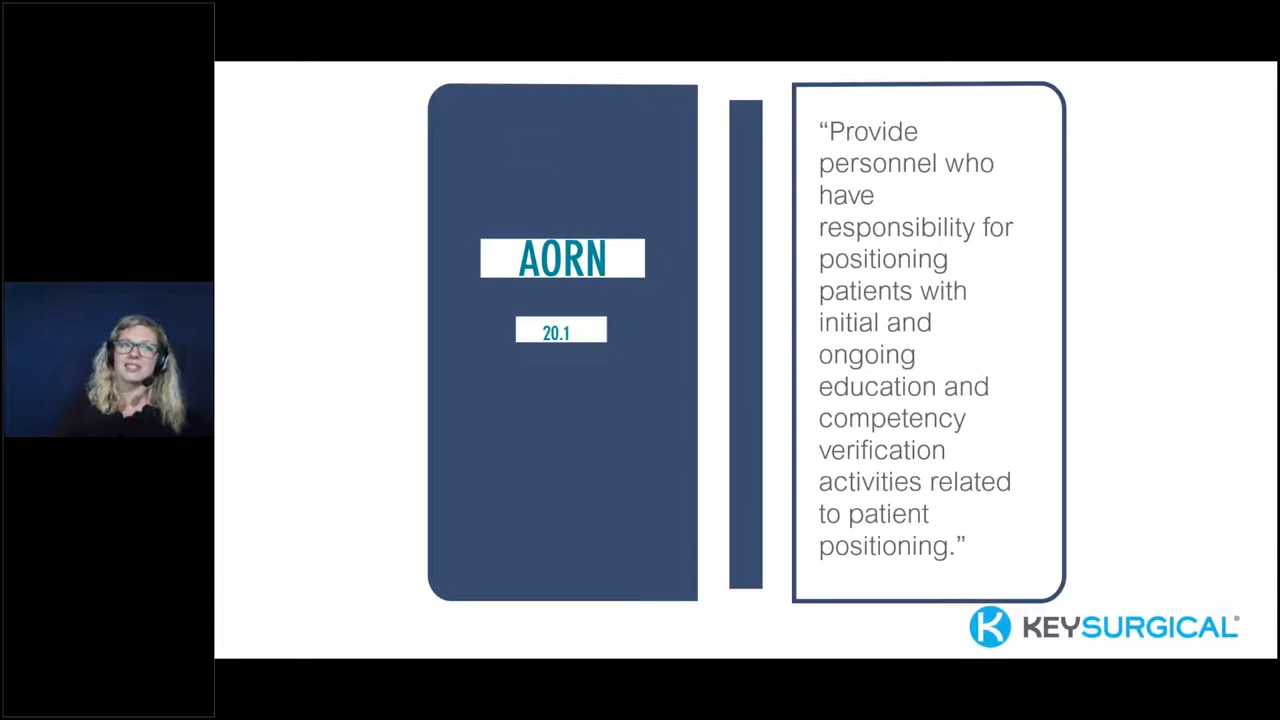 AORN
20.1
“Provide
personnel who
have
responsibility for
positioning
patients with
initial and
ongoing
education and
competency
verification
activities related
to patient
positioning.”
K KEYSURGICAL®